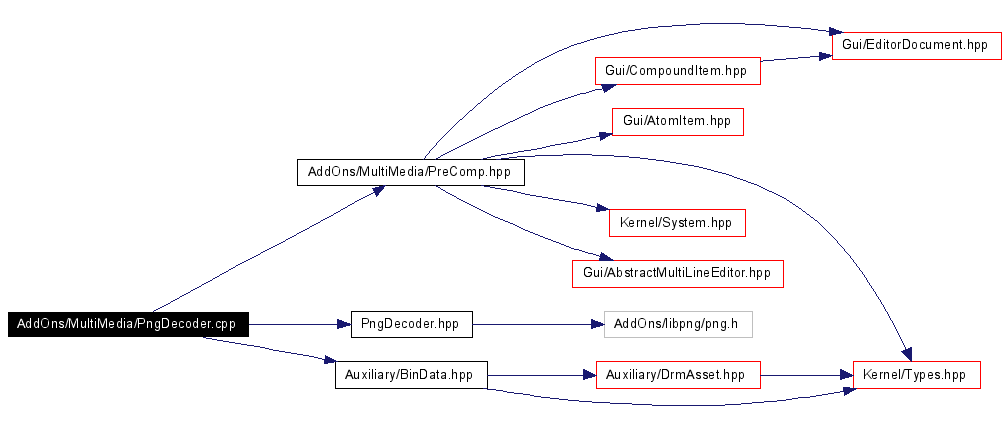 Gui/EditorDocument.hpp
Gui/CompoundItem.hpp
Gui/AtomItem.hpp
AddOns/MultiMedia/PreComp.hpp
Kernel/System.hpp
Gui/AbstractMultiLineEditor.hpp
AddOns/MultiMedia/PngDecoder.cpp
PngDecoder.hpp
AddOns/libpng/png.h
Auxiliary/BinData.hpp
Auxiliary/DrmAsset.hpp
Kernel/Types.hpp